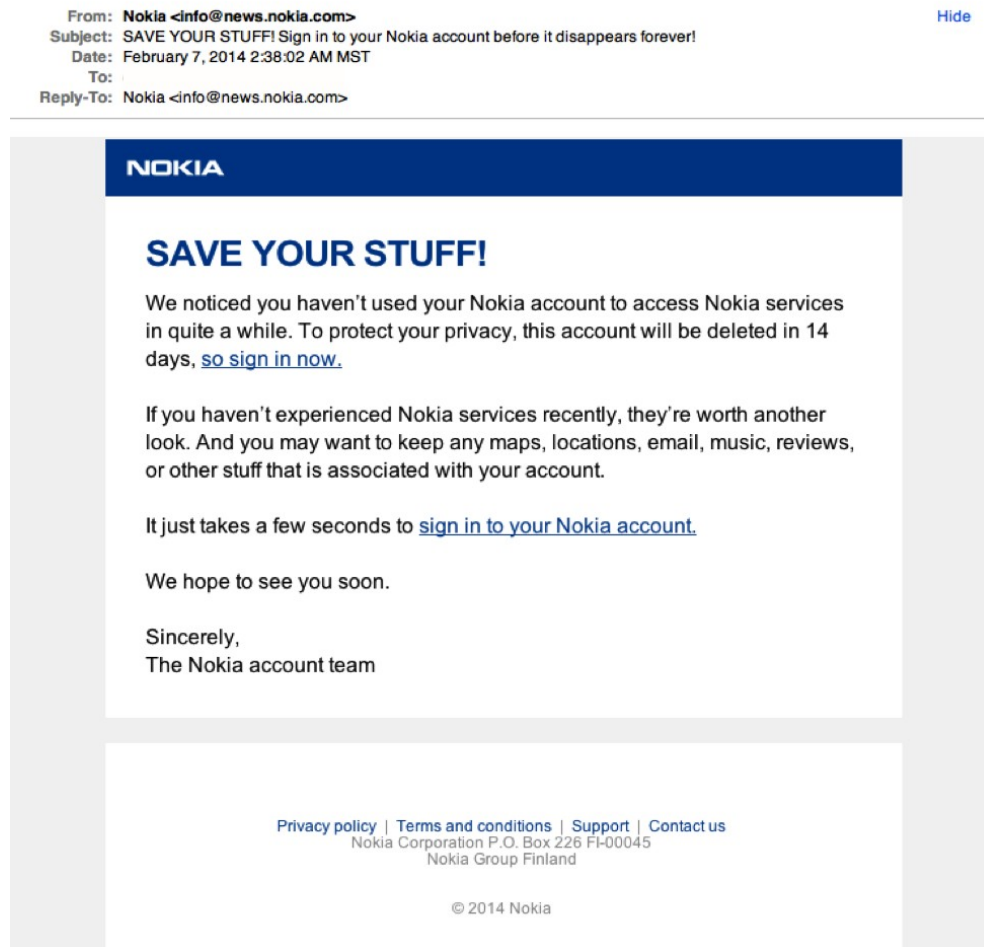 From: Nokia <info@news.nokia.com> Hide
Subject: SAVE YOUR STUFF! Sign in to your Nokia account before it disappears forever!
Date: February 7, 2014 2:38:02 AM MST
To:
Reply-To: Nokia <info@news.nokia.com>
NOKIA
SAVE YOUR STUFF!
We noticed you haven't used your Nokia account to access Nokia services
in quite a while. To protect your privacy, this account will be deleted in 14
days, so sign in now.
If you haven't experienced Nokia services recently, they're worth another
look. And you may want to keep any maps, locations, email, music, reviews,
or other stuff that is associated with your account.
It just takes a few seconds to sign in to your Nokia account.
We hope to see you soon.
Sincerely,
The Nokia account team
Privacy policy | Terms and conditions | Support | Contact us
Nokia Corporation P.O. Box 226 FI-00045
Nokia Group Finland
© 2014 Nokia